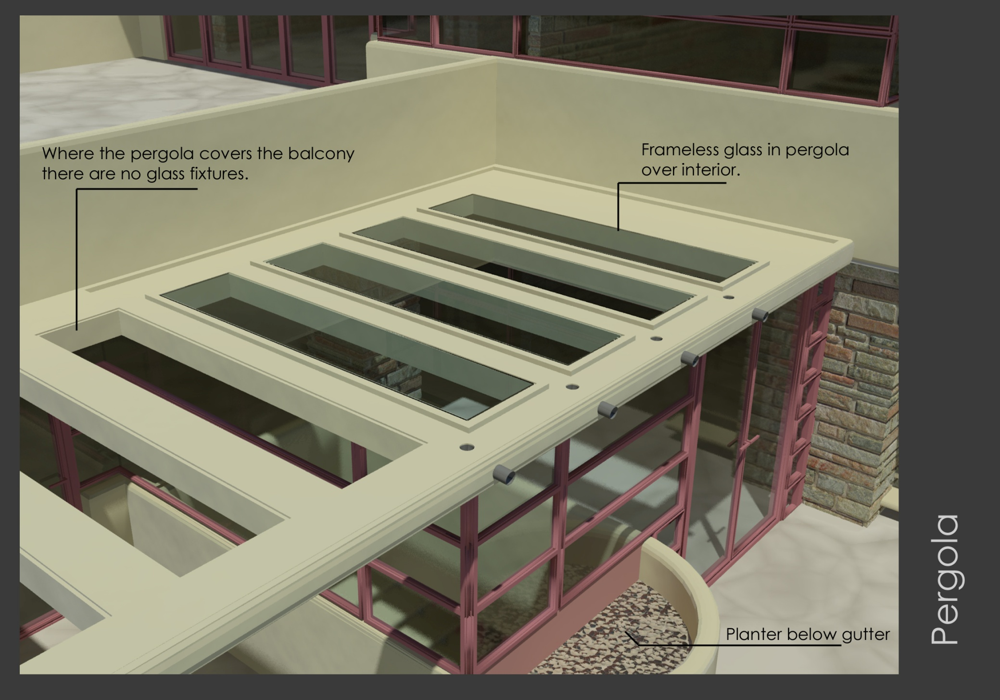 Where the pergola covers the balcony
there are no glass fixtures.
Frameless glass in pergola
over interior.
Planter below gutter
Pergola